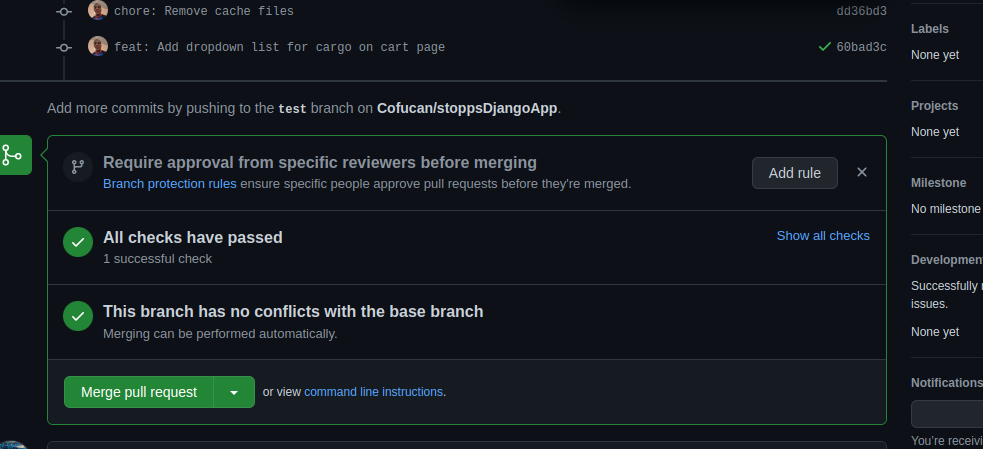 chore: Remove cache files
dd36bd3
feat: Add dropdown list for cargo on cart page
60bad3c
Add more commits by pushing to the test branch on Cofucan/stoppsDjangoApp.
Require approval from specific reviewers before merging
Branch protection rules ensure specific people approve pull requests before they're merged.
Add rule
All checks have passed
1 successful check
Show all checks
This branch has no conflicts with the base branch
Merging can be performed automatically.
Merge pull request
or view command line instructions.
Labels
None yet
Projects
None yet
Milestone
No milestone
Development
Successfully
issues.
None yet
Notifications
You're receivi